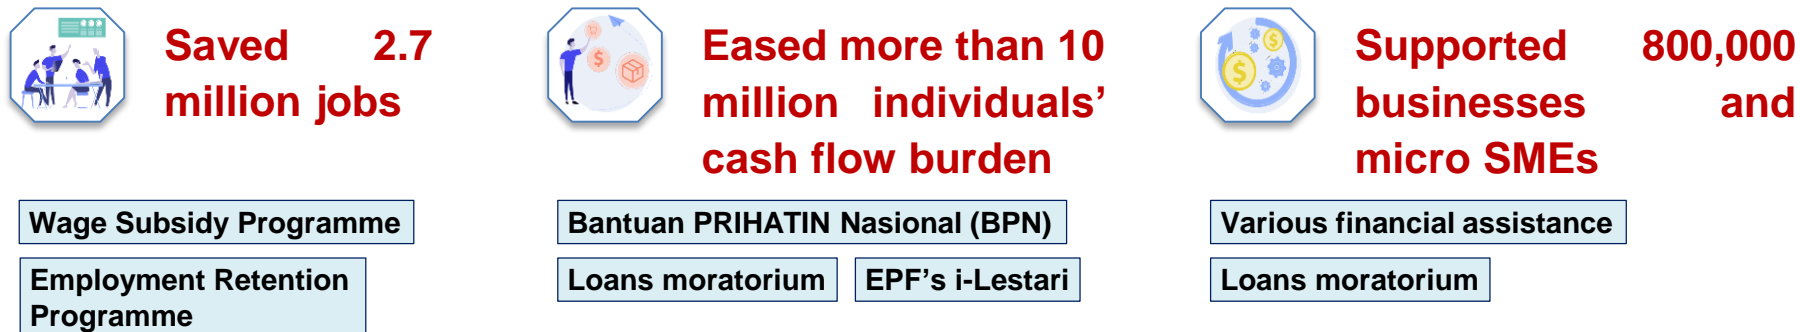 Saved 2.7
million jobs
Wage Subsidy Programme
Employment Retention
Programme
Eased more than 10
million individuals’
cash flow burden
Bantuan PRIHATIN Nasional (BPN)
Loans moratorium
EPF’s i-Lestari
Supported 800,000
businesses and
micro SMEs
Various financial assistance
Loans moratorium